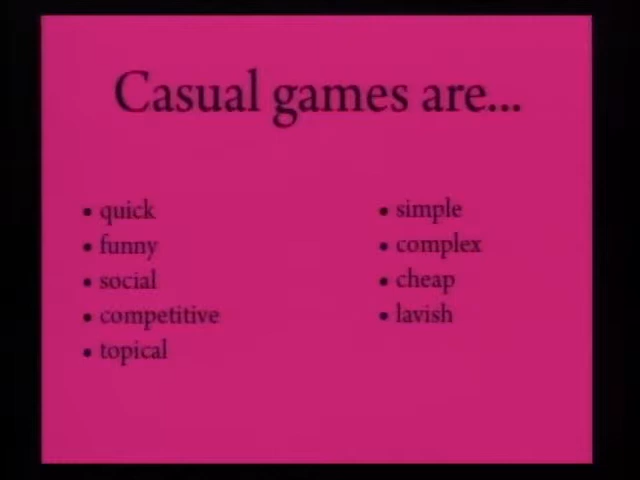 Casual games are...
• quick
• funny
• social
• competitive
• topical
• simple
• complex
• cheap
• lavish